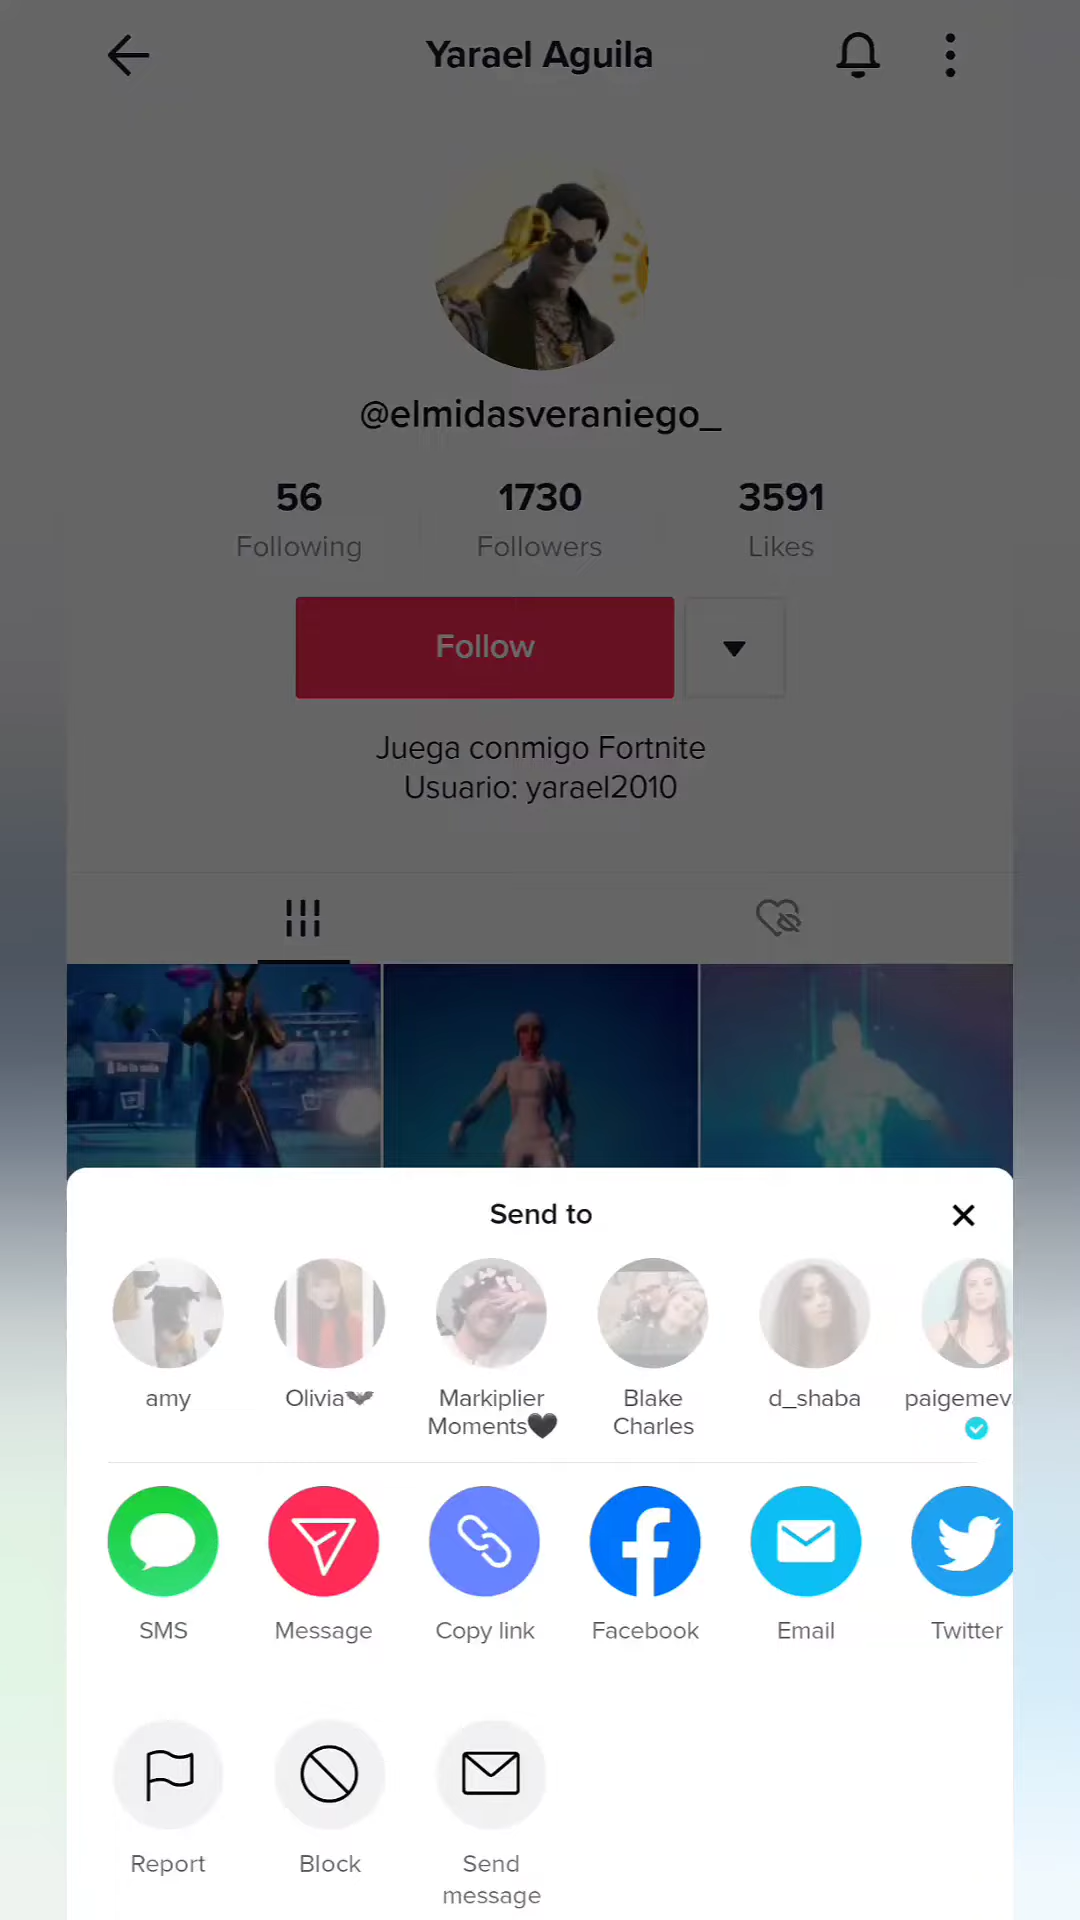 Yarael Aguila
@elmidasveraniego_
56 1730 3591
Following Followers Likes
Follow
Juega conmigo Fortnite
Usuario: yarael2010
Send to
amy Olivia🦇 Markiplier Moments🖤 Blake Charles d_shaba paigemev
SMS Message Copy link Facebook Email Twitter
Report Block Send message